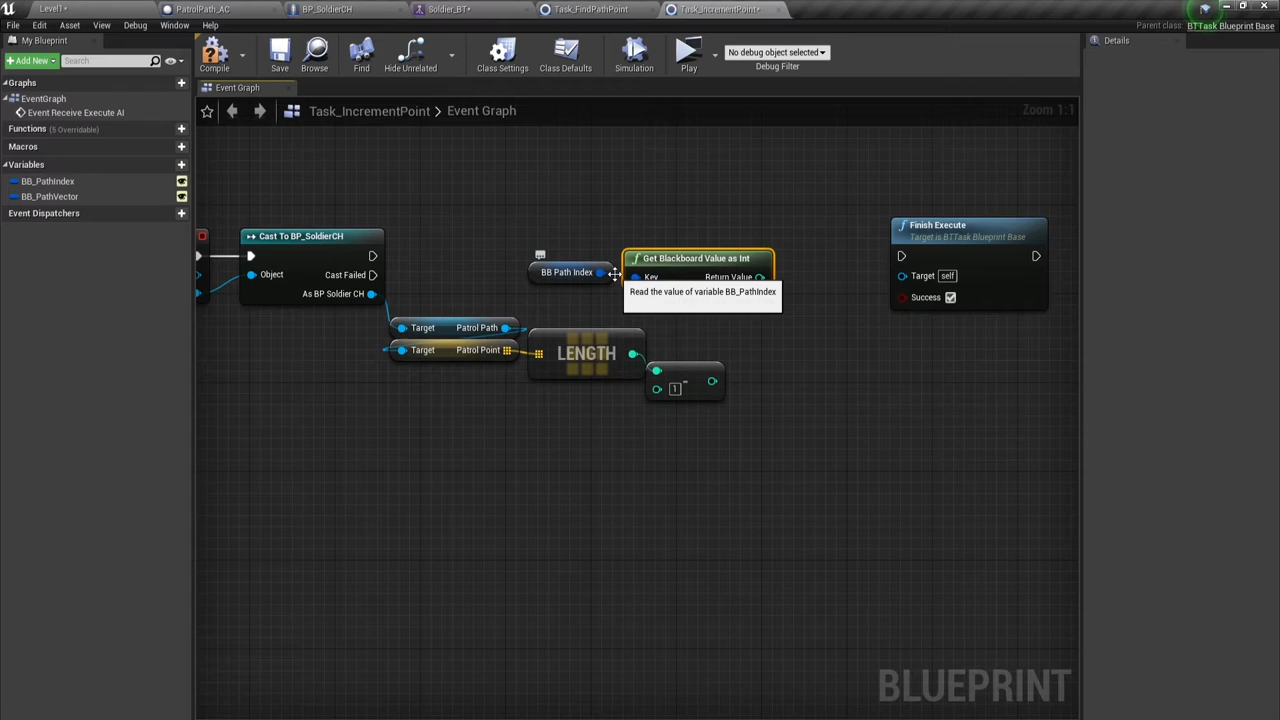 Level1*
PatrolPath_AC
BP_SoldierCH
Soldier_BT*
Task_FindPathPoint
Task_IncrementPoint*
File
Edit
Asset
View
Debug
Window
Help
Parent class:
BTTask Blueprint Base
My Blueprint
Details
Add New
Search
Compile
Save
Browse
Find
Hide Unrelated
Class Settings
Class Defaults
Simulation
Play
No debug object selected
Debug Filter
Graphs
EventGraph
Event Receive Execute AI
Functions (5 Overridable)
Macros
Variables
BB_PathIndex
BB_PathVector
Event Dispatchers
Event Graph
Task_IncrementPoint > Event Graph
Zoom 1:1
Cast To BP_SoldierCH
Object
Cast Failed
As BP Soldier CH
BB Path Index
Get Blackboard Value as Int
Key
Return Value
Read the value of variable BB_PathIndex
Finish Execute
Target is BTTask Blueprint Base
Target
self
Success
Target
Patrol Path
Target
Patrol Point
LENGTH
1
-
BLUEPRINT